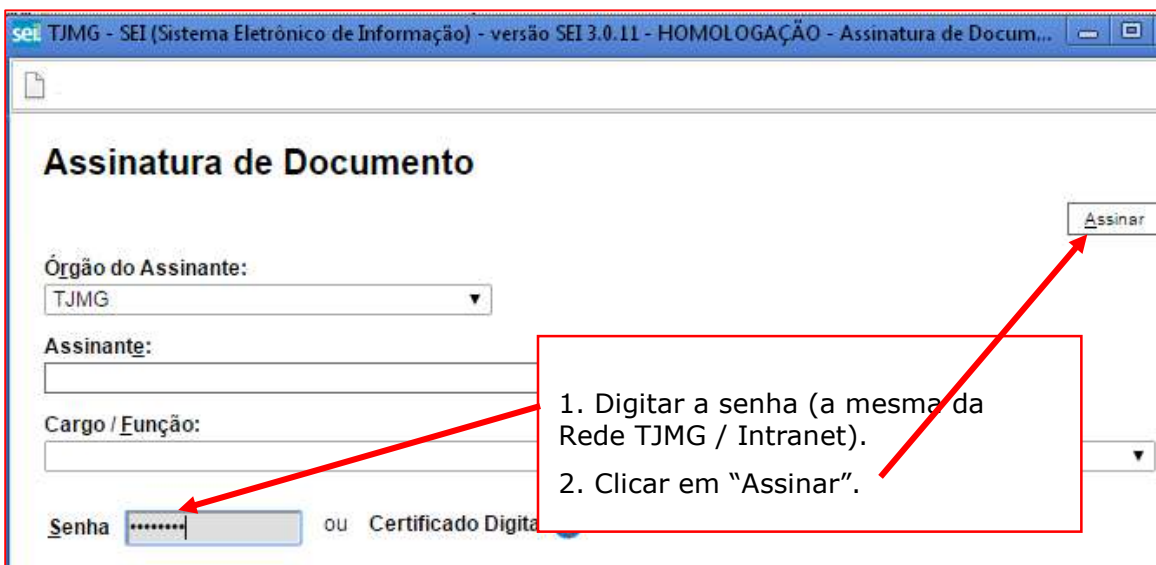 sei! TJMG - SEI (Sistema Eletrônico de Informação) - versão SEI 3.0.11 - HOMOLOGAÇÃO - Assinatura de Docum...
Assinatura de Documento
Assinar
Órgão do Assinante:
TJMG
Assinante:
Cargo / Função:
1. Digitar a senha (a mesma da
Rede TJMG / Intranet).
2. Clicar em “Assinar”.
Senha •••••••• ou Certificado Digita